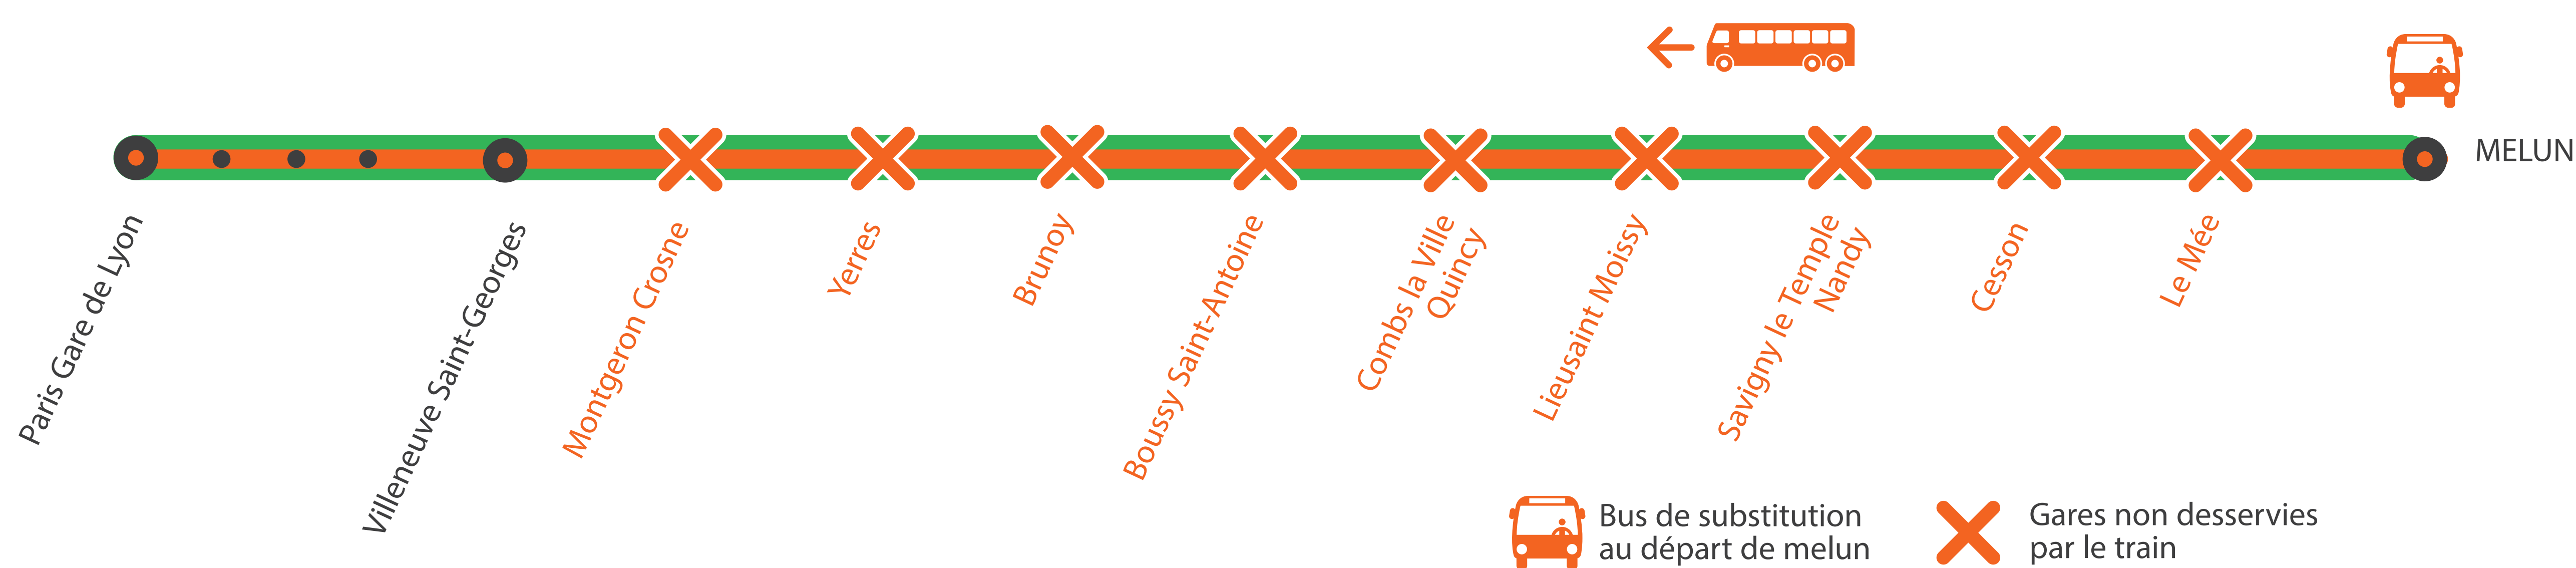 Paris Gare de Lyon
Villeneuve Saint-Georges
Montgeron Crosne
Yerres
Brunoy
Boussy Saint-Antoine
Combs la Ville
Quincy
Lieusaint Moissy
Savigny le Temple
Nandy
Cesson
Le Mée
MELUN
Bus de substitution
au départ de melun
Gares non desservies
par le train